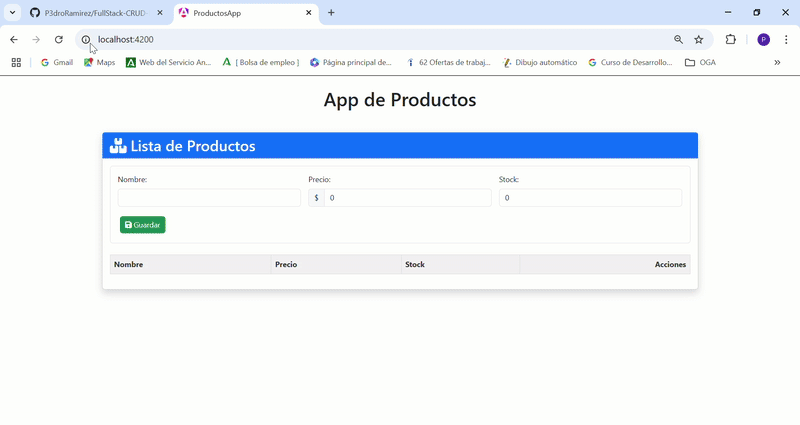 P3droRamirez/FullStack-CRUD-
ProductosApp
localhost:4200
P
Gmail
Maps
Web del Servicio An...
[ Bolsa de empleo ]
Página principal de...
62 Ofertas de trabaj...
Dibujo automático
Curso de Desarrollo...
OGA
App de Productos
Lista de Productos
Nombre: Precio: Stock:
$ 0 0
Guardar
Nombre Precio Stock Acciones